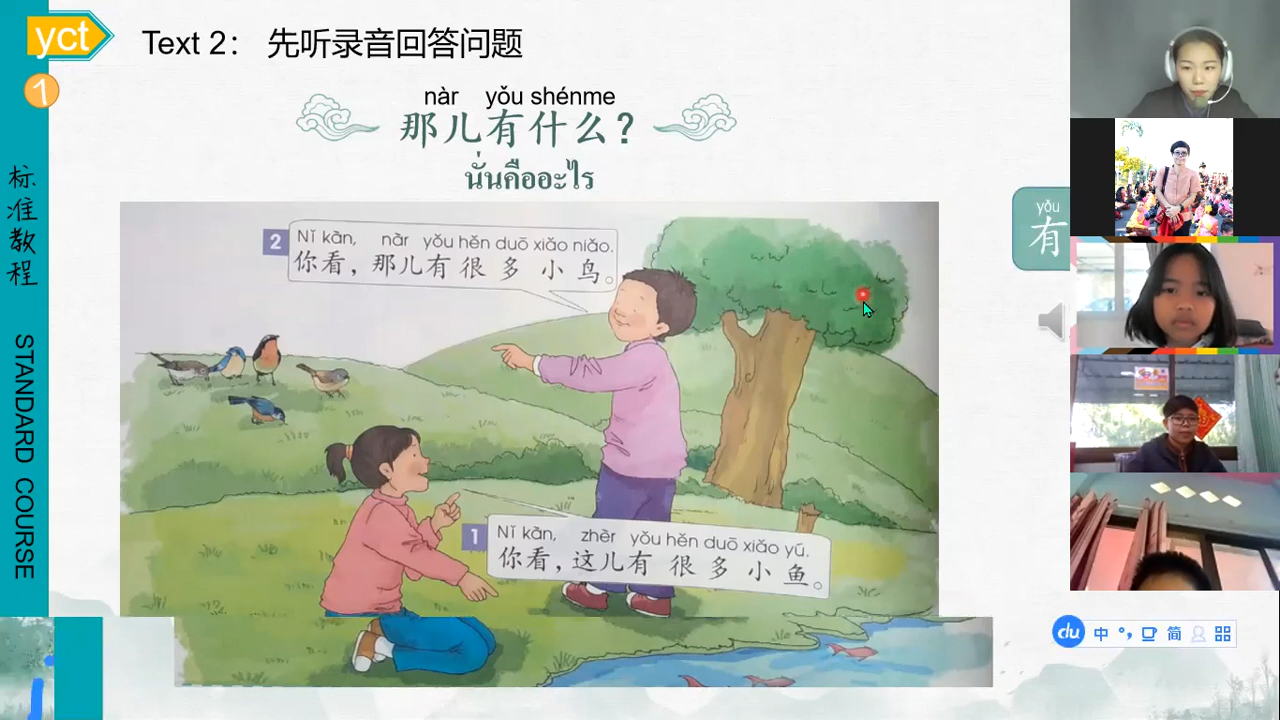 yct
1
标准教程
STANDARD COURSE
Text 2： 先听录音回答问题
nàr yǒu shénme
那儿有什么？
นั่นคืออะไร
2
Nǐ kàn, nàr yǒu hěn duō xiǎo niǎo.
你看，那儿有很多小鸟。
1
Nǐ kàn, zhèr yǒu hěn duō xiǎo yú.
你看，这儿有很多小鱼。
yǒu
有
du 中 简